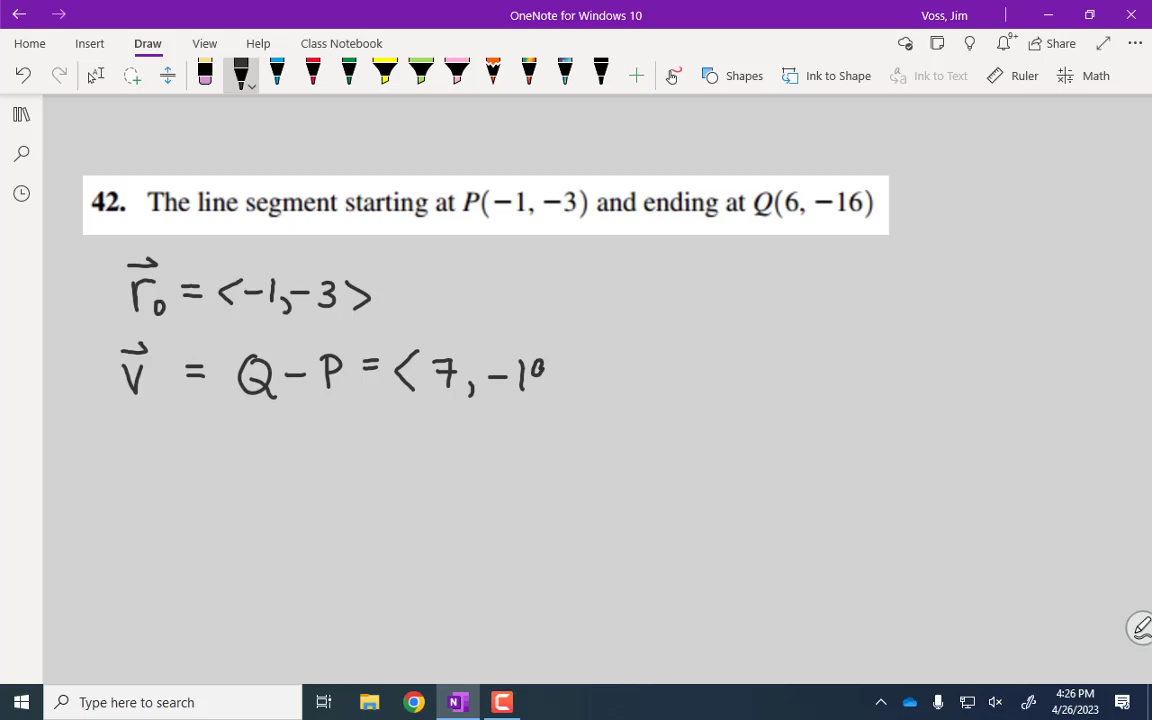 OneNote for Windows 10
Voss, Jim
Home Insert Draw View Help Class Notebook
9+ Share
Shapes Ink to Shape Ink to Text Ruler Math
42. The line segment starting at P(−1, −3) and ending at Q(6, −16)
r⃗₀ = <-1,-3>
v⃗ = Q - P = <7, -10
Type here to search
4:26 PM
4/26/2023